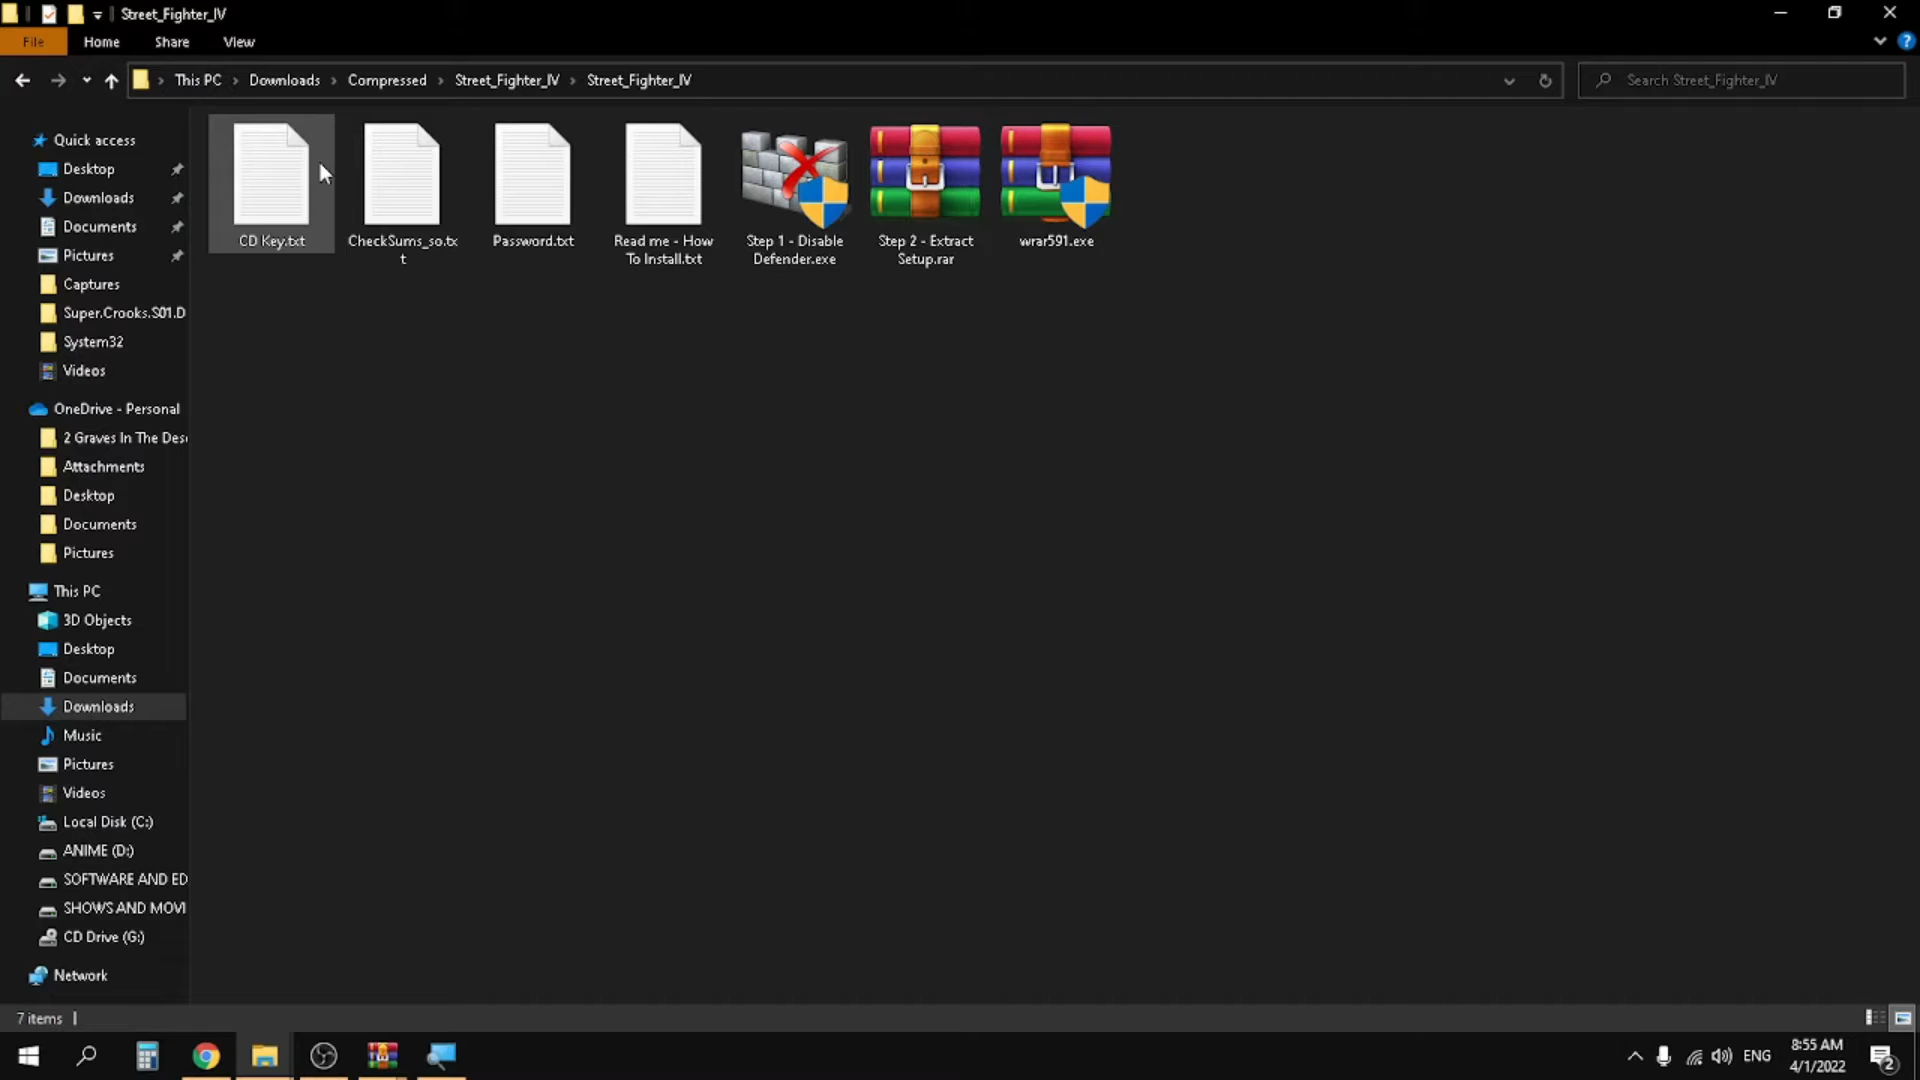 Street_Fighter_IV
File Home Share View
This PC Downloads Compressed Street_Fighter_IV Street_Fighter_IV
Search Street_Fighter_IV
Quick access
Desktop
Downloads
Documents
Pictures
Captures
Super.Crooks.S01.D
System32
Videos
OneDrive - Personal
2 Graves In The Des
Attachments
Desktop
Documents
Pictures
This PC
3D Objects
Desktop
Documents
Downloads
Music
Pictures
Videos
Local Disk (C:)
ANIME (D:)
SOFTWARE AND ED
SHOWS AND MOVI
CD Drive (G:)
Network
CD Key.txt
CheckSums_so.tx
t
Password.txt
Read me - How
To Install.txt
Step 1 - Disable
Defender.exe
Step 2 - Extract
Setup.rar
wrar591.exe
7 items
ENG
8:55 AM
4/1/2022
2